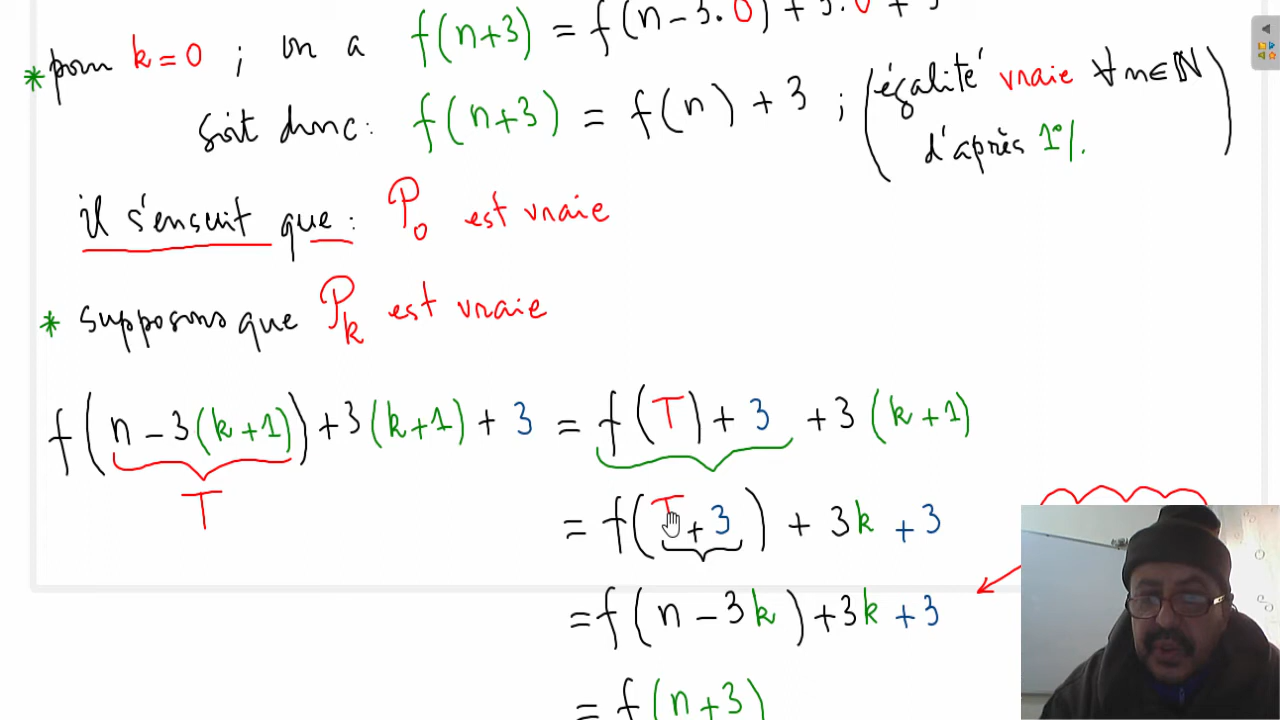 * pour k = 0 ; on a f(n+3) = f(n-3.0) + 3.0 + 3
soit donc : f(n+3) = f(n) + 3 ; (égalité vraie ∀n∈ℕ
d'après 1°/.)
il s'ensuit que : P₀ est vraie
* supposons que Pₖ est vraie
f(n-3(k+1)) + 3(k+1) + 3 = f(T) + 3 + 3(k+1)
T
= f(T+3) + 3k + 3
= f(n-3k) + 3k + 3
= f(n+3)